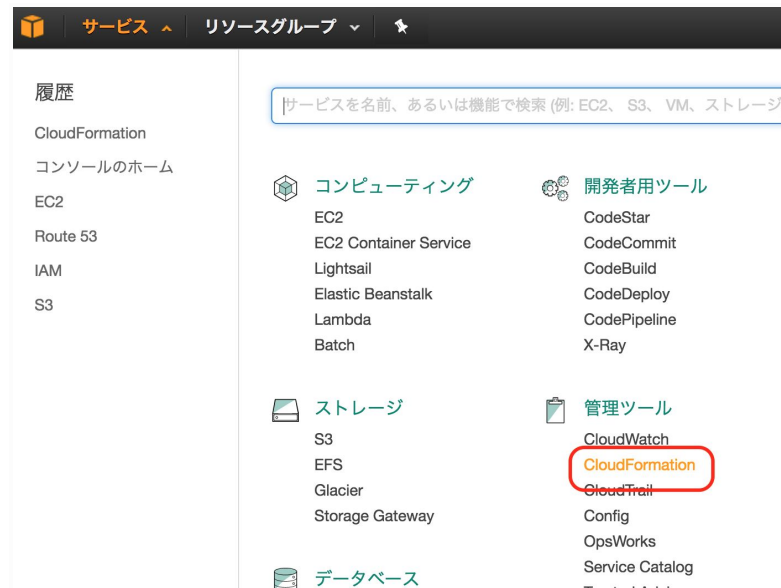 サービス リソースグループ
履歴
CloudFormation
コンソールのホーム
EC2
Route 53
IAM
S3
サービスを名前、あるいは機能で検索 (例: EC2、 S3、 VM、ストレージ
コンピューティング
EC2
EC2 Container Service
Lightsail
Elastic Beanstalk
Lambda
Batch
開発者用ツール
CodeStar
CodeCommit
CodeBuild
CodeDeploy
CodePipeline
X-Ray
ストレージ
S3
EFS
Glacier
Storage Gateway
管理ツール
CloudWatch
CloudFormation
CloudTrail
Config
OpsWorks
Service Catalog
データベース